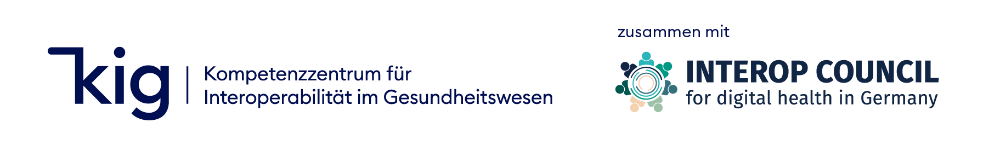 kig
Kompetenzzentrum für
Interoperabilität im Gesundheitswesen
zusammen mit
INTEROP COUNCIL
for digital health in Germany